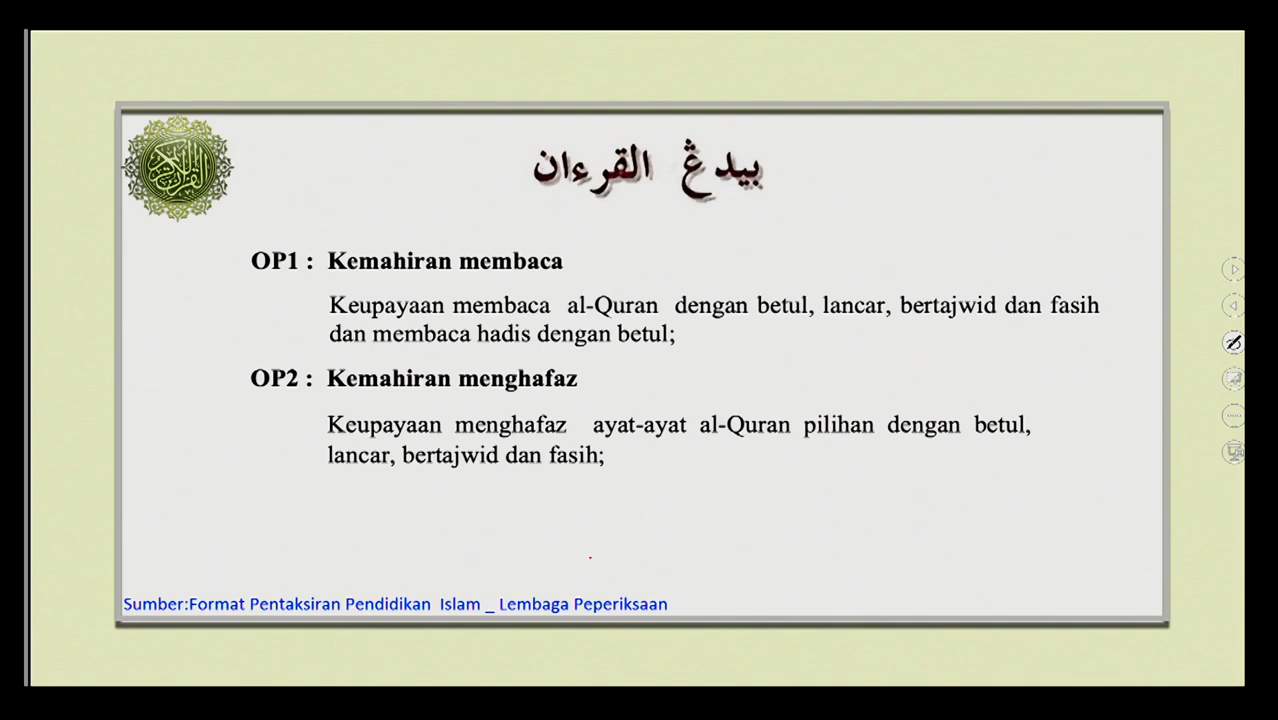 بيدڠ القرءان
OP1 : Kemahiran membaca
Keupayaan membaca al-Quran dengan betul, lancar, bertajwid dan fasih
dan membaca hadis dengan betul;
OP2 : Kemahiran menghafaz
Keupayaan menghafaz ayat-ayat al-Quran pilihan dengan betul,
lancar, bertajwid dan fasih;
Sumber:Format Pentaksiran Pendidikan Islam _ Lembaga Peperiksaan